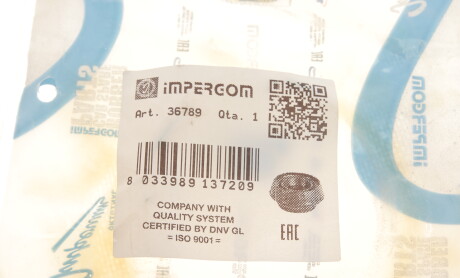 impergom
Art. 36789 Qta. 1
8 033989 137209
COMPANY WITH
QUALITY SYSTEM
CERTIFIED BY DNV GL
= ISO 9001 =
EAC
impergom